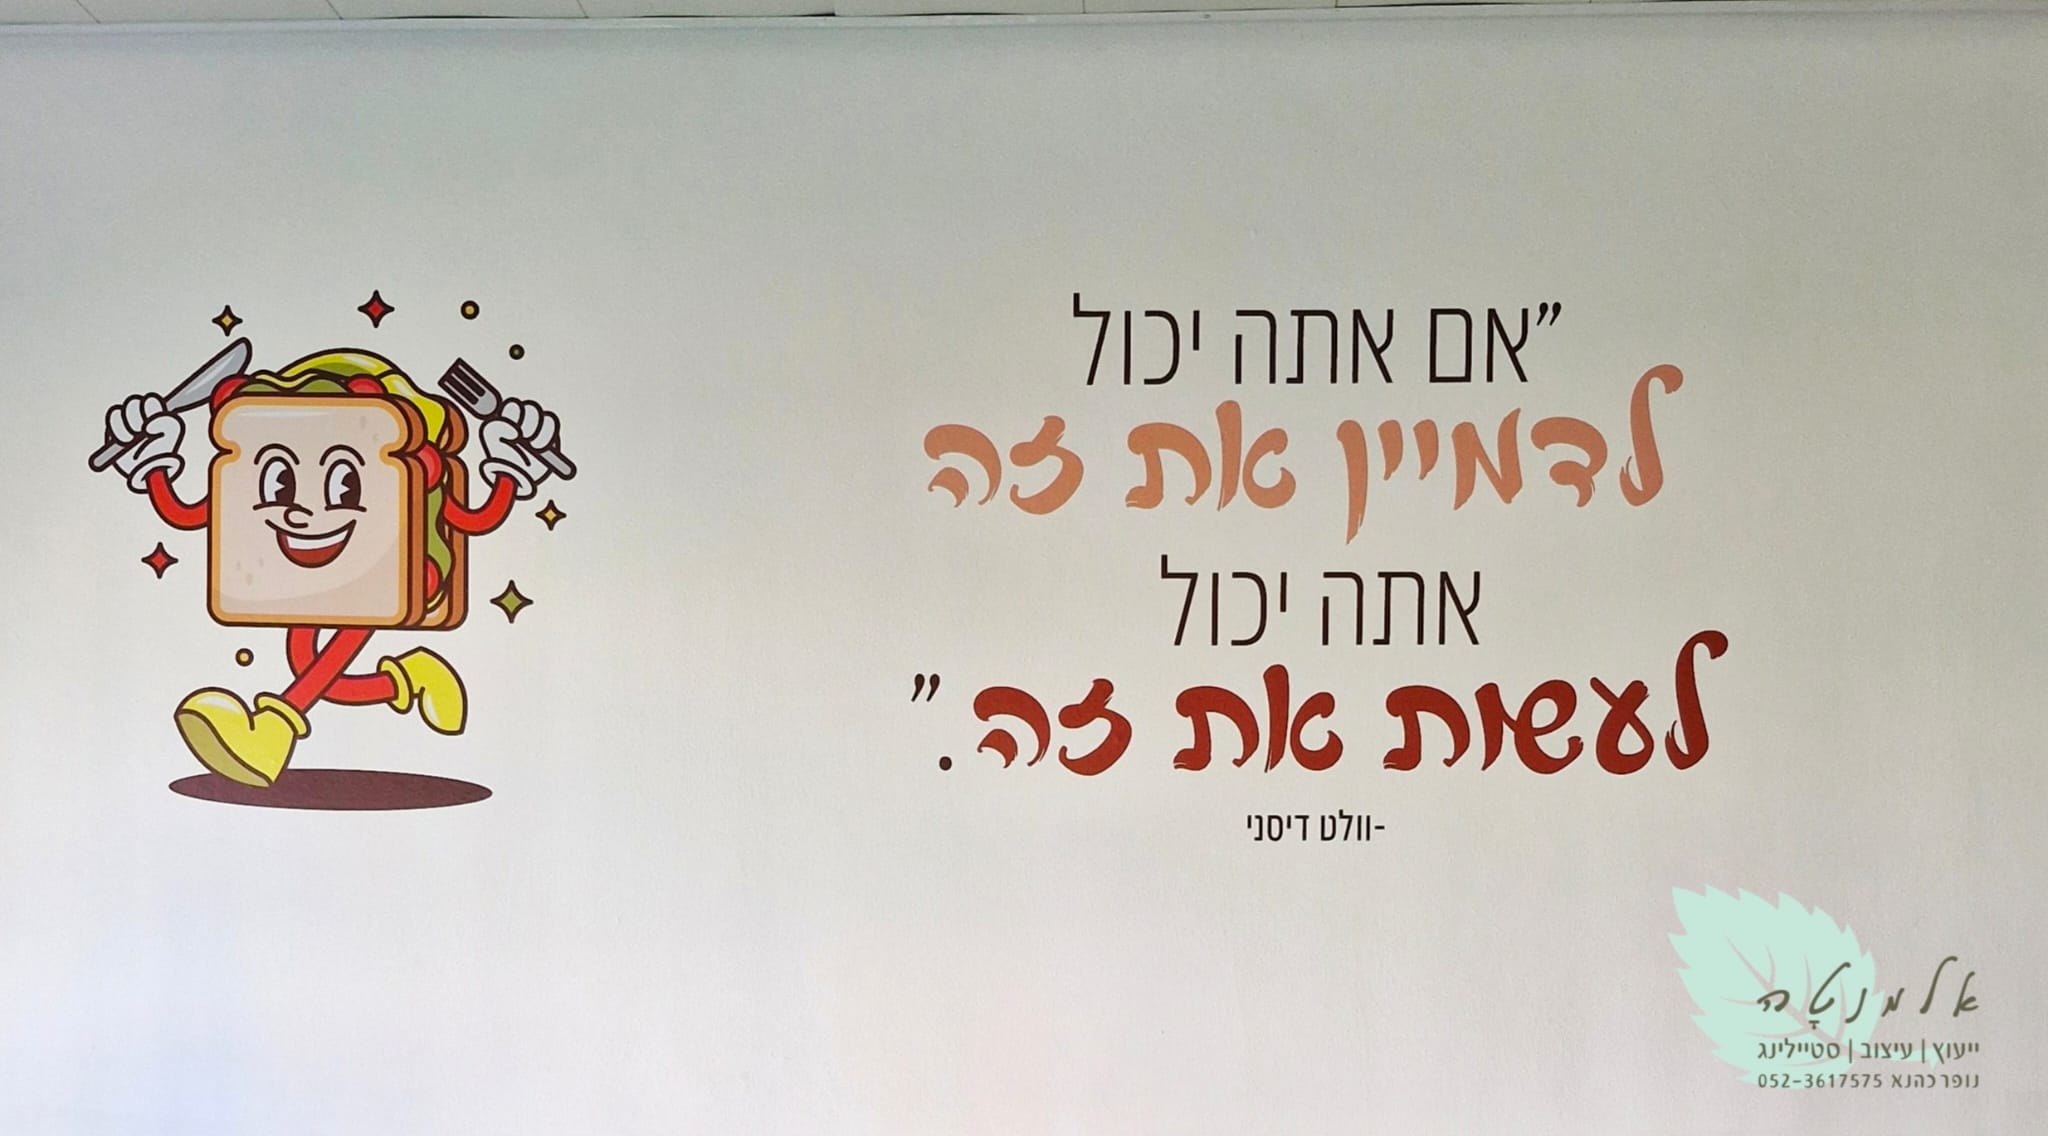 "אם אתה יכול
לדמיין את זה
אתה יכול
לעשות את זה."
-וולט דיסני
אלמנטָה
ייעוץ | עיצוב | סטיילינג
נופר כהנא 052-3617575